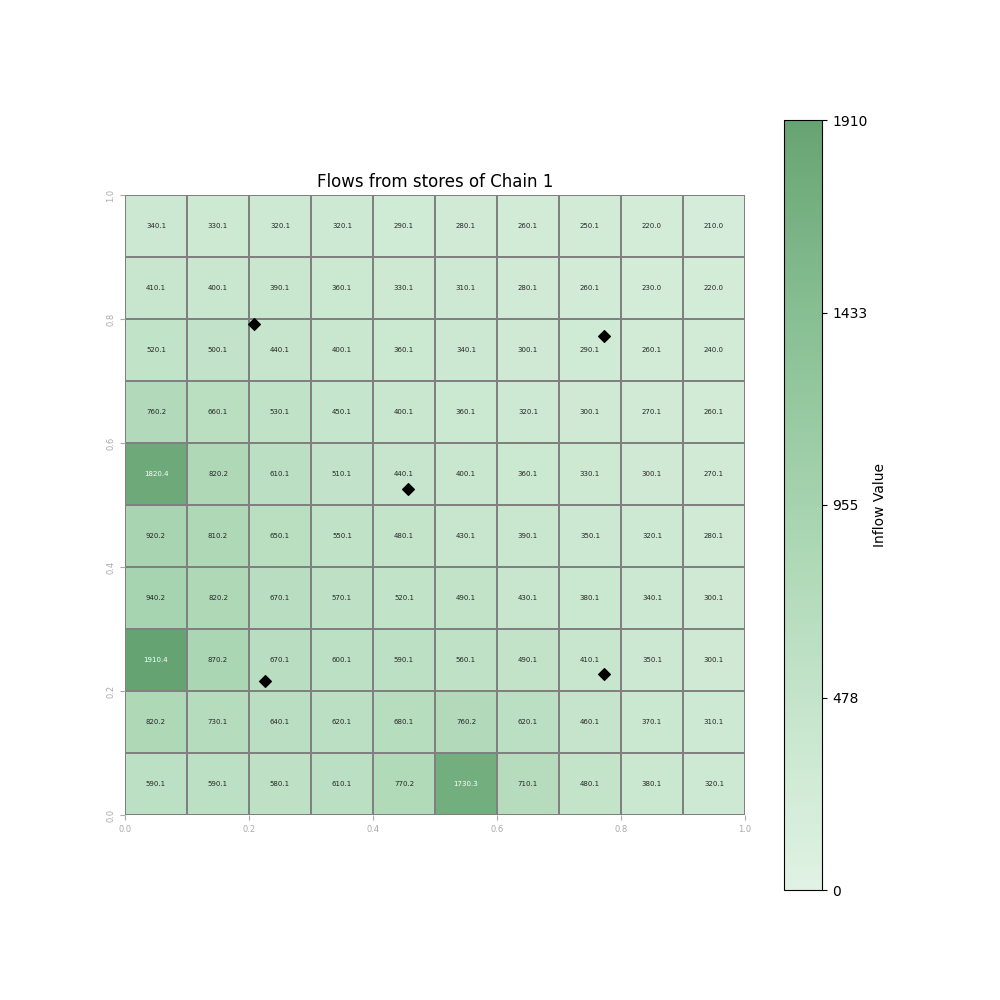 Flows from stores of Chain 1
1.0
340.1 330.1 320.1 320.1 290.1 280.1 260.1 250.1 220.0 210.0
410.1 400.1 390.1 360.1 330.1 310.1 280.1 260.1 230.0 220.0
0.8
520.1 500.1 440.1 400.1 360.1 340.1 300.1 290.1 260.1 240.0
760.2 660.1 530.1 450.1 400.1 360.1 320.1 300.1 270.1 260.1
0.6
1820.4 820.2 610.1 510.1 440.1 400.1 360.1 330.1 300.1 270.1
920.2 810.2 650.1 550.1 480.1 430.1 390.1 350.1 320.1 280.1
0.4
940.2 820.2 670.1 570.1 520.1 490.1 430.1 380.1 340.1 300.1
1910.4 870.2 670.1 600.1 590.1 560.1 490.1 410.1 350.1 300.1
0.2
820.2 730.1 640.1 620.1 680.1 760.2 620.1 460.1 370.1 310.1
590.1 590.1 580.1 610.1 770.2 1730.3 710.1 480.1 380.1 320.1
0.0
0.0 0.2 0.4 0.6 0.8 1.0
1910
1433
955
478
0
Inflow Value